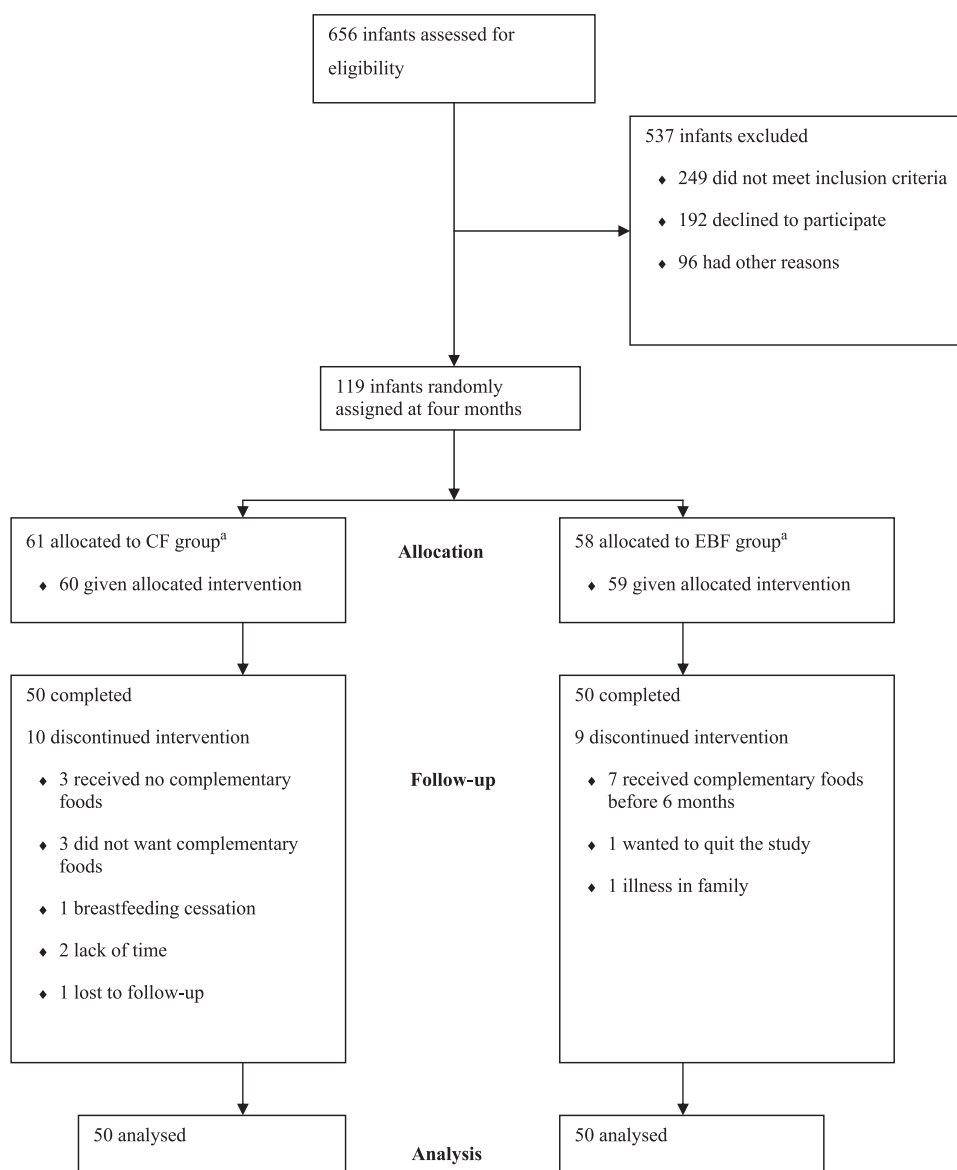 656 infants assessed for
eligibility
537 infants excluded
♦ 249 did not meet inclusion criteria
♦ 192 declined to participate
♦ 96 had other reasons
119 infants randomly
assigned at four months
61 allocated to CF groupᵃ
♦ 60 given allocated intervention
Allocation
58 allocated to EBF groupᵃ
♦ 59 given allocated intervention
50 completed
10 discontinued intervention
♦ 3 received no complementary
foods
♦ 3 did not want complementary
foods
♦ 1 breastfeeding cessation
♦ 2 lack of time
♦ 1 lost to follow-up
Follow-up
50 completed
9 discontinued intervention
♦ 7 received complementary foods
before 6 months
♦ 1 wanted to quit the study
♦ 1 illness in family
50 analysed
Analysis
50 analysed